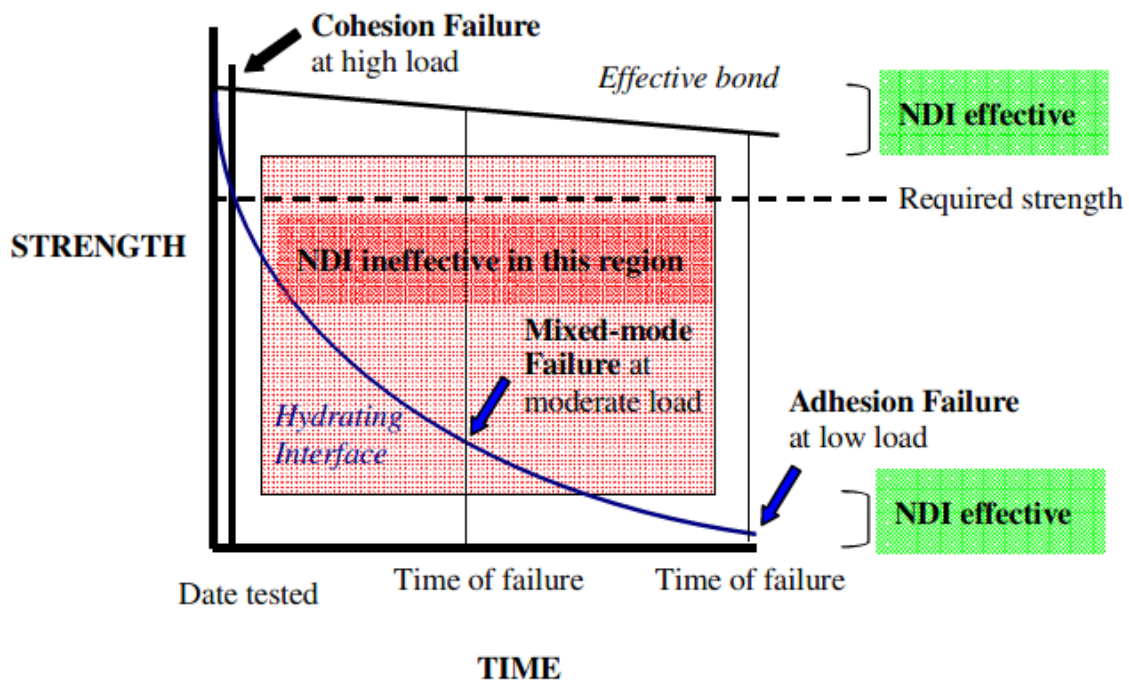 Cohesion Failure
at high load
Effective bond
NDI effective
Required strength
STRENGTH
NDI ineffective in this region
Mixed-mode
Failure at
moderate load
Hydrating
Interface
Adhesion Failure
at low load
NDI effective
Date tested
Time of failure
Time of failure
TIME